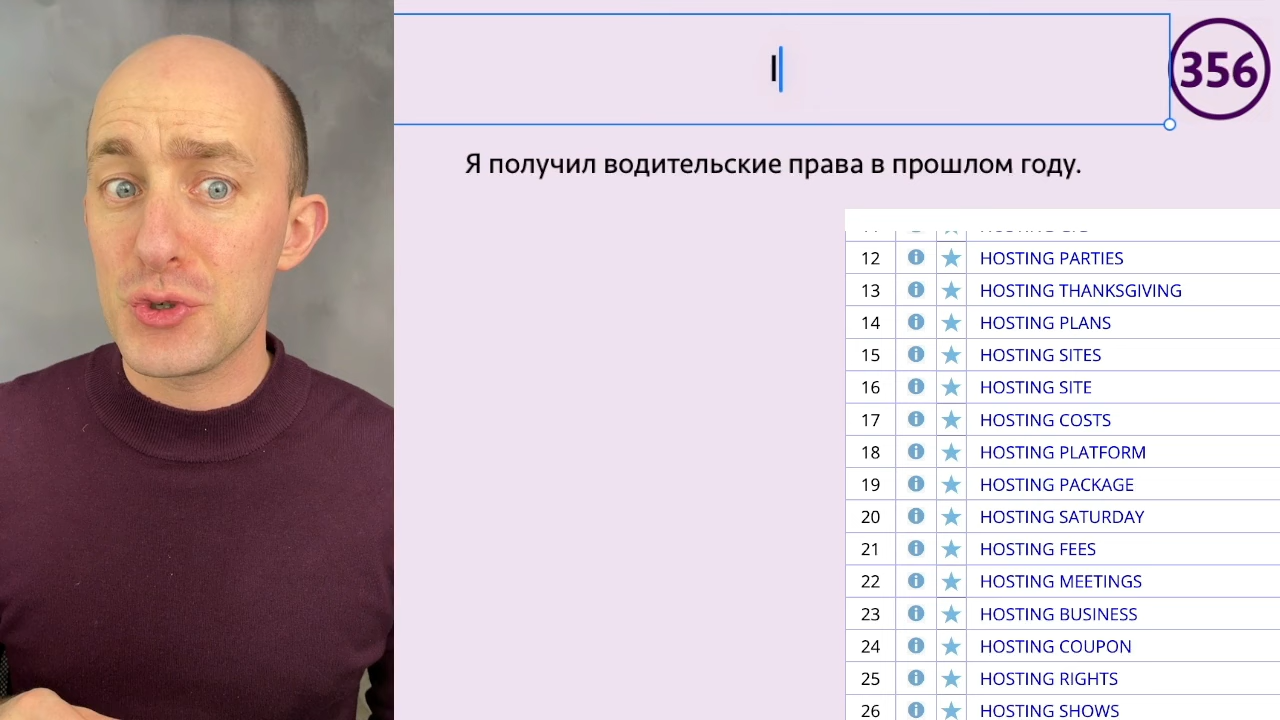 I
356
Я получил водительские права в прошлом году.
12 HOSTING PARTIES
13 HOSTING THANKSGIVING
14 HOSTING PLANS
15 HOSTING SITES
16 HOSTING SITE
17 HOSTING COSTS
18 HOSTING PLATFORM
19 HOSTING PACKAGE
20 HOSTING SATURDAY
21 HOSTING FEES
22 HOSTING MEETINGS
23 HOSTING BUSINESS
24 HOSTING COUPON
25 HOSTING RIGHTS
26 HOSTING SHOWS